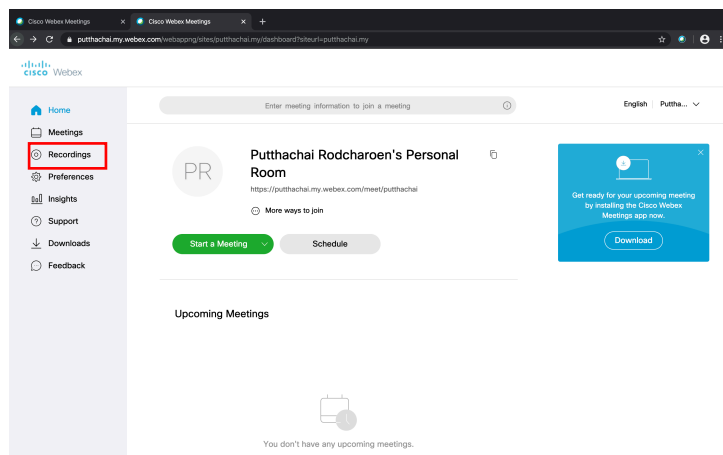 Cisco Webex Meetings
Cisco Webex Meetings
putthachai.my.webex.com/webappng/sites/putthachai.my/dashboard?siteurl=putthachai.my
CISCO Webex
Enter meeting information to join a meeting
English
Puttha...
Home
Meetings
Recordings
Preferences
Insights
Support
Downloads
Feedback
PR
Putthachai Rodcharoen's Personal
Room
https://putthachai.my.webex.com/meet/putthachai
More ways to join
Start a Meeting
Schedule
Get ready for your upcoming meeting
by installing the Cisco Webex
Meetings app now.
Download
Upcoming Meetings
You don't have any upcoming meetings.